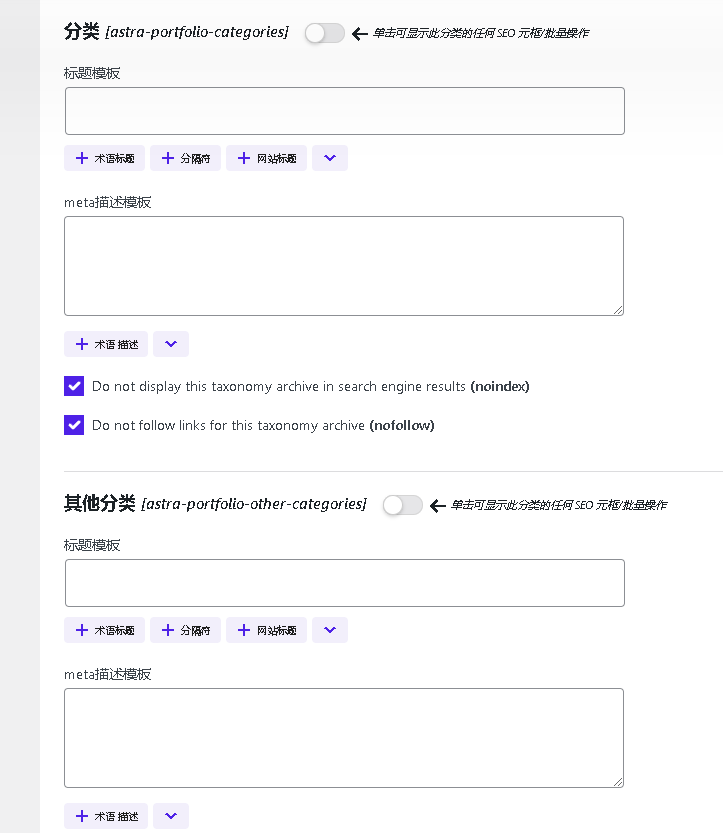 分类 [astra-portfolio-categories] 单击可显示此分类的任何 SEO 元框/批量操作
标题模板
术语标题 分隔符 网站标题
meta描述模板
术语 描述
Do not display this taxonomy archive in search engine results (noindex)
Do not follow links for this taxonomy archive (nofollow)
其他分类 [astra-portfolio-other-categories] 单击可显示此分类的任何 SEO 元框/批量操作
标题模板
术语标题 分隔符 网站标题
meta描述模板
术语 描述